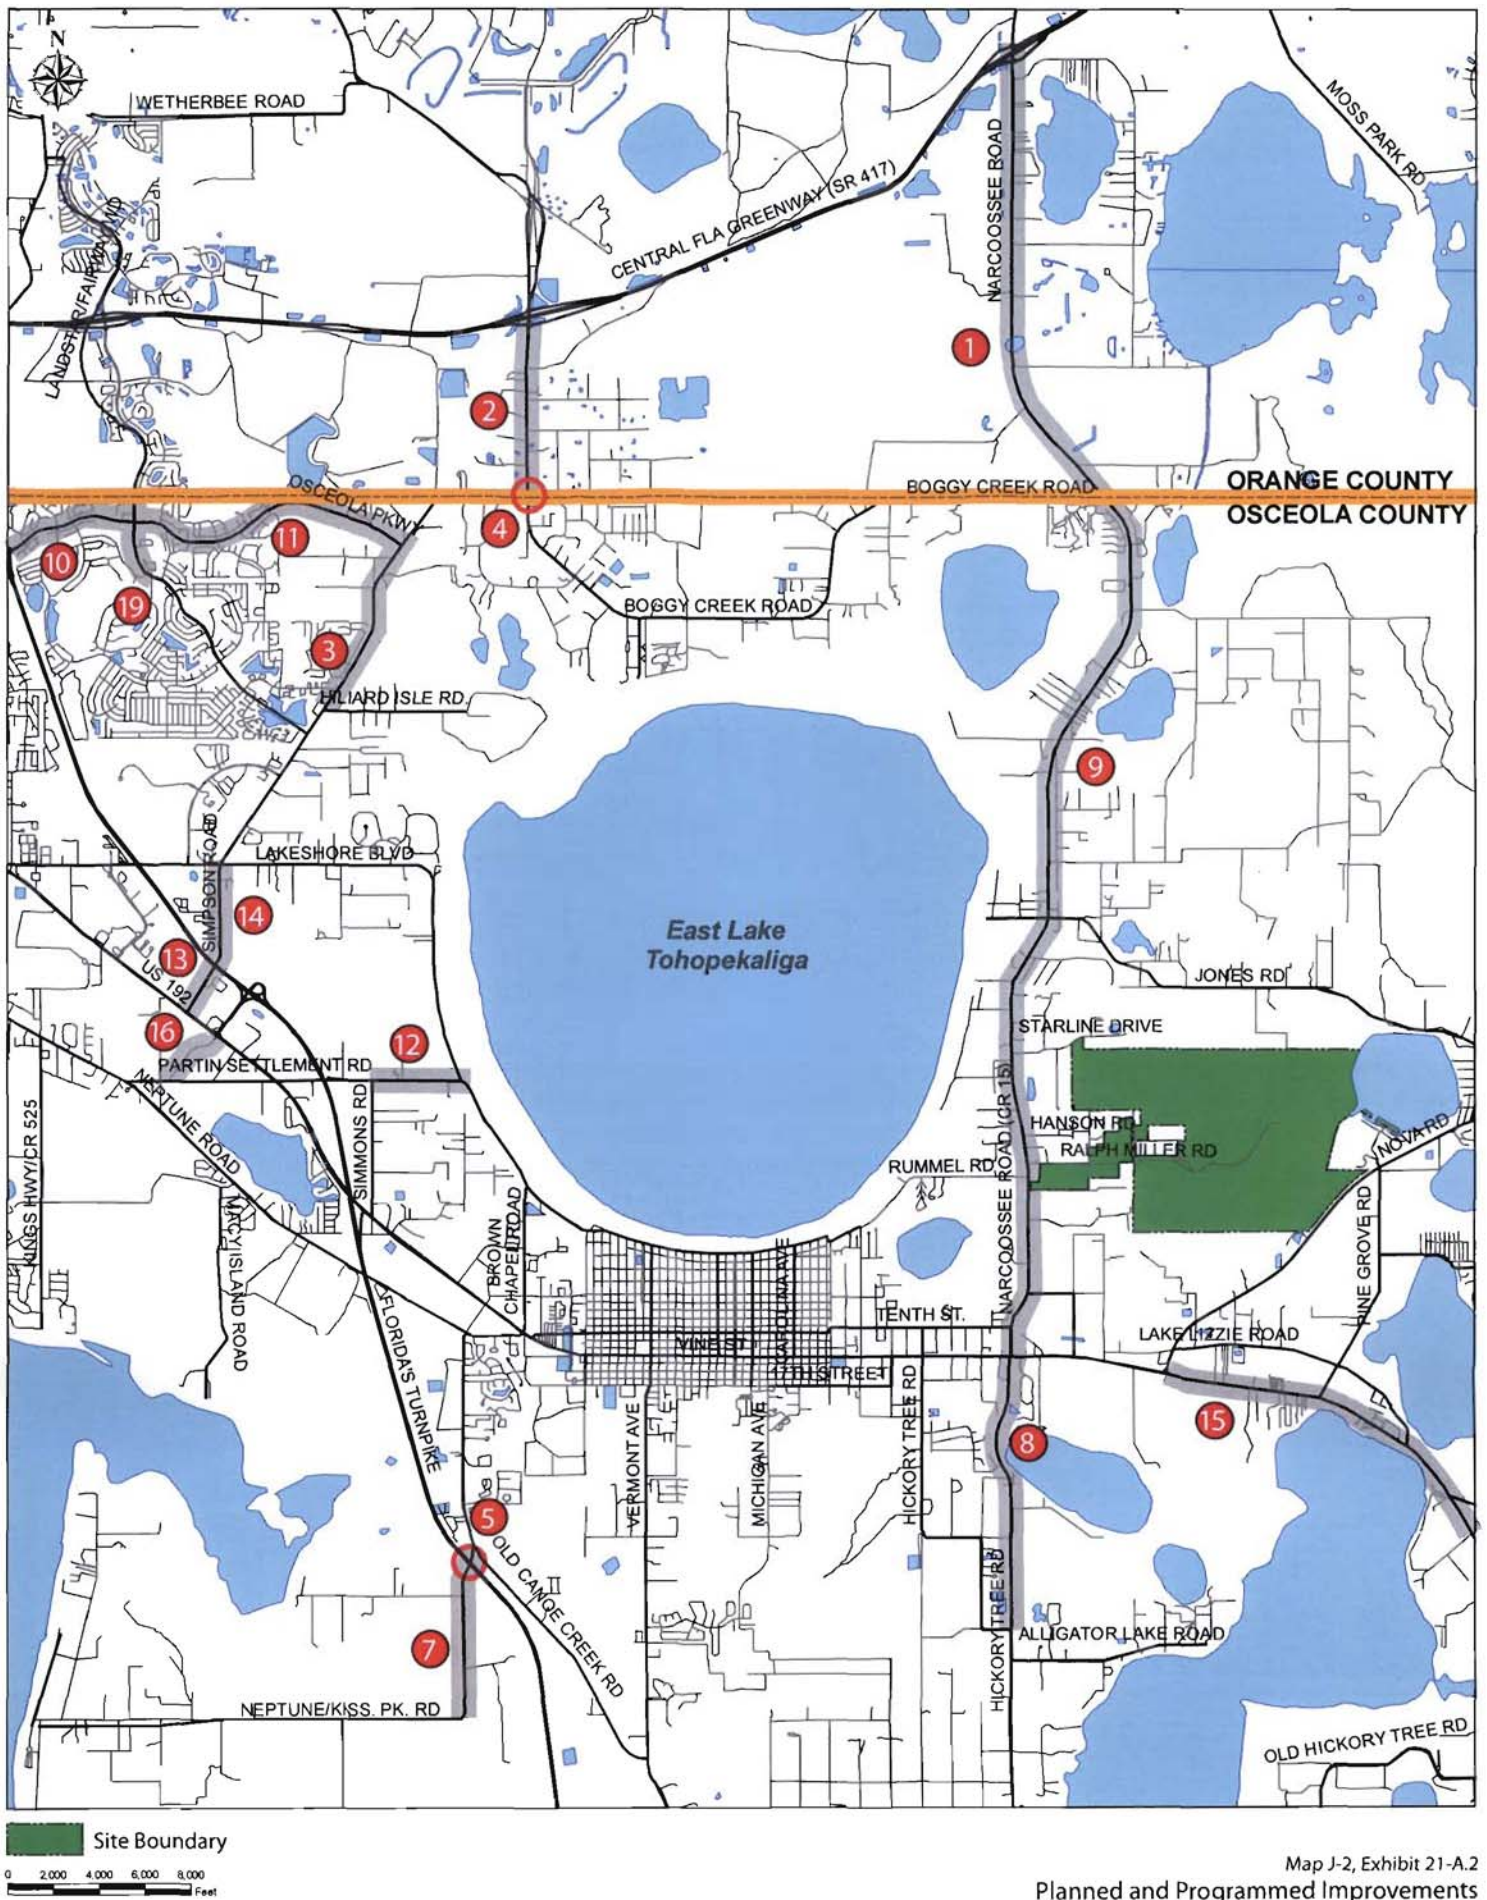 N
WETHERBEE ROAD
MOSS PARK RD
NARCOOSSEE ROAD
CENTRAL FLA GREENWAY (SR 417)
1
2
OSCEOLA PKWY
BOGGY CREEK ROAD
ORANGE COUNTY
OSCEOLA COUNTY
4
11
10
19
BOGGY CREEK ROAD
3
HILIARD ISLE RD.
9
SIMPSON ROAD
LAKESHORE BLVD
14
East Lake
Tohopekaliga
13
US 192
JONES RD
16
STARLINE DRIVE
12
PARTIN SETTLEMENT RD
NEPTUNE ROAD
SIMMONS RD
KINGS HWY/CR 525
NARCOOSSEE ROAD (CR 15)
HANSON RD
RALPH MILLER RD
NOVA RD
RUMMEL RD
PINE GROVE RD
MACY ISLAND ROAD
BROWN
CHAPEL ROAD
CAROLINA AVE
FLORIDA'S TURNPIKE
TENTH ST.
VINE ST
LAKE LIZZIE ROAD
17TH STREET
HICKORY TREE RD
VERMONT AVE
MICHIGAN AVE
15
8
5
OLD CANOE CREEK RD
HICKORY TREE RD
7
ALLIGATOR LAKE ROAD
NEPTUNE/KISS. PK. RD
OLD HICKORY TREE RD
Site Boundary
0 2,000 4,000 6,000 8,000
Feet
Map J-2, Exhibit 21-A.2
Planned and Programmed Improvements